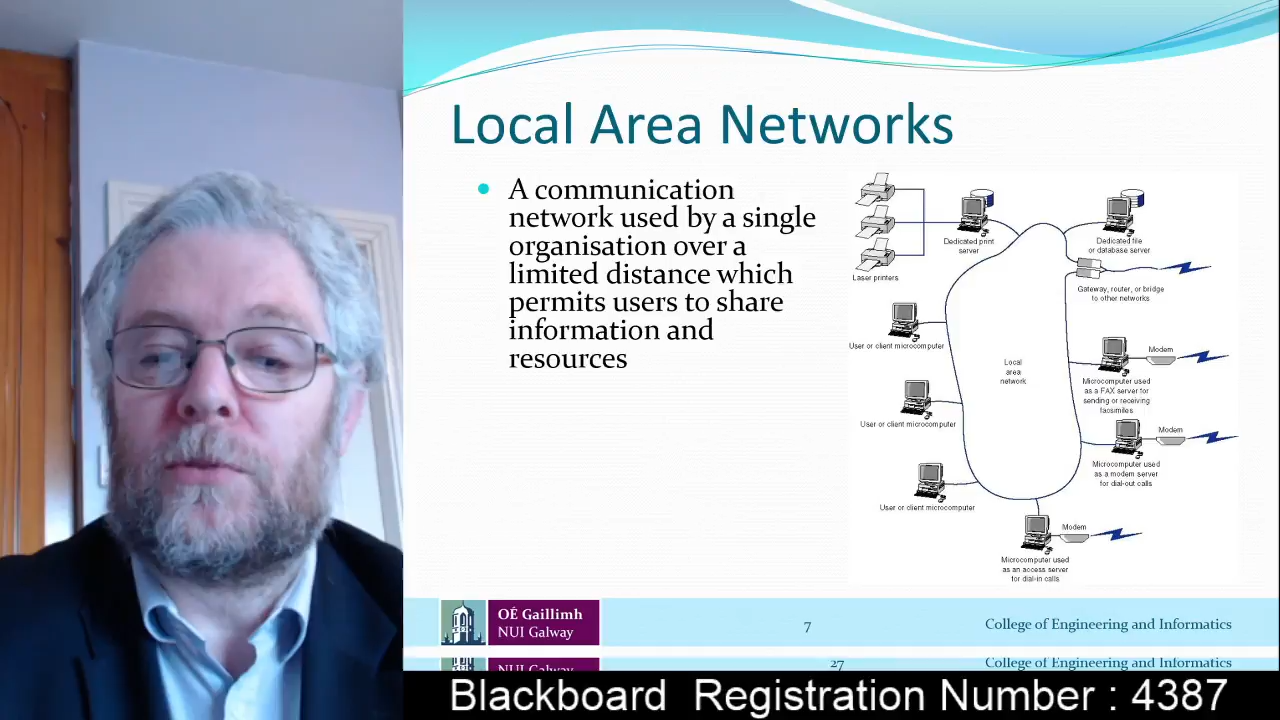 Local Area Networks
• A communication
network used by a single
organisation over a
limited distance which
permits users to share
information and
resources
Laser printers
Dedicated print
server
Dedicated file
or database server
Gateway, router, or bridge
to other networks
User or client microcomputer
Local
area
network
Modem
Microcomputer used
as a FAX server for
sending or receiving
facsimiles
User or client microcomputer
Modem
Microcomputer used
as a modem server
for dial-out calls
User or client microcomputer
Modem
Microcomputer used
as an access server
for dial-in calls
OÉ Gaillimh
NUI Galway
7
College of Engineering and Informatics
NUI Galway
27
College of Engineering and Informatics
Blackboard Registration Number : 4387